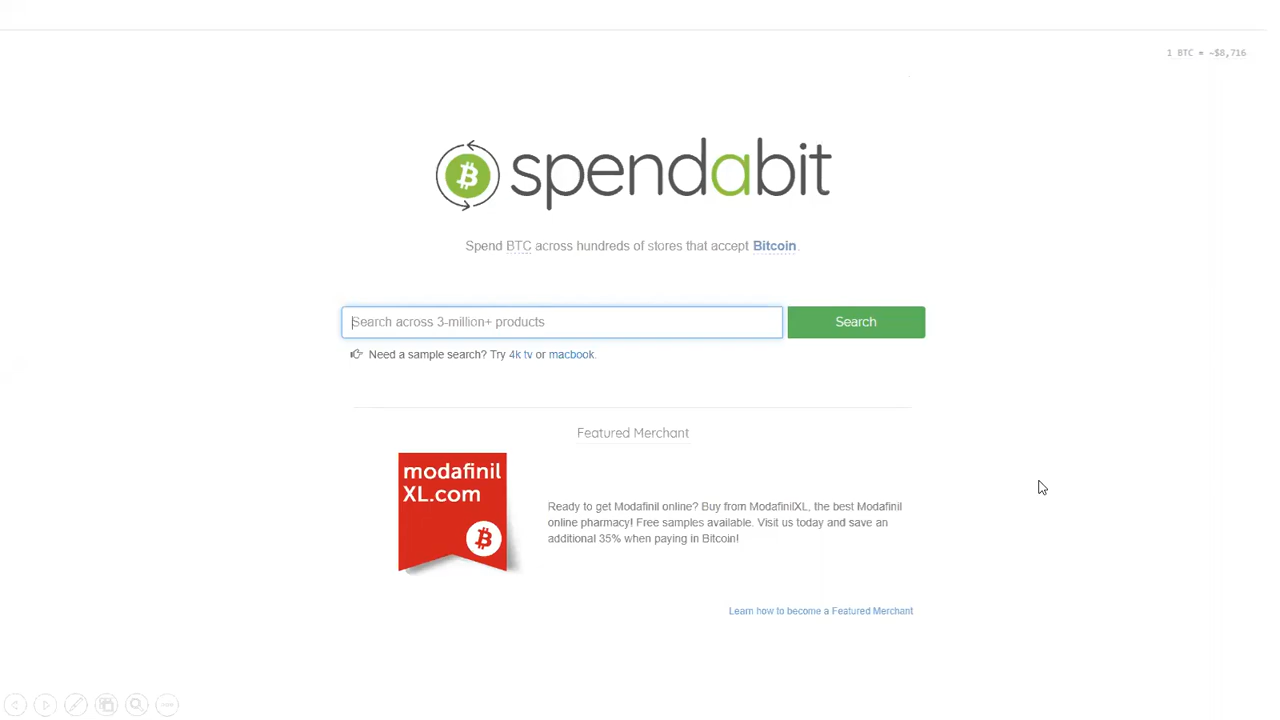 1 BTC = ~$8,716
spendabit
Spend BTC across hundreds of stores that accept Bitcoin.
Search across 3-million+ products
Search
Need a sample search? Try 4k tv or macbook.
Featured Merchant
modafinil
XL.com
Ready to get Modafinil online? Buy from ModafinilXL, the best Modafinil
online pharmacy! Free samples available. Visit us today and save an
additional 35% when paying in Bitcoin!
Learn how to become a Featured Merchant